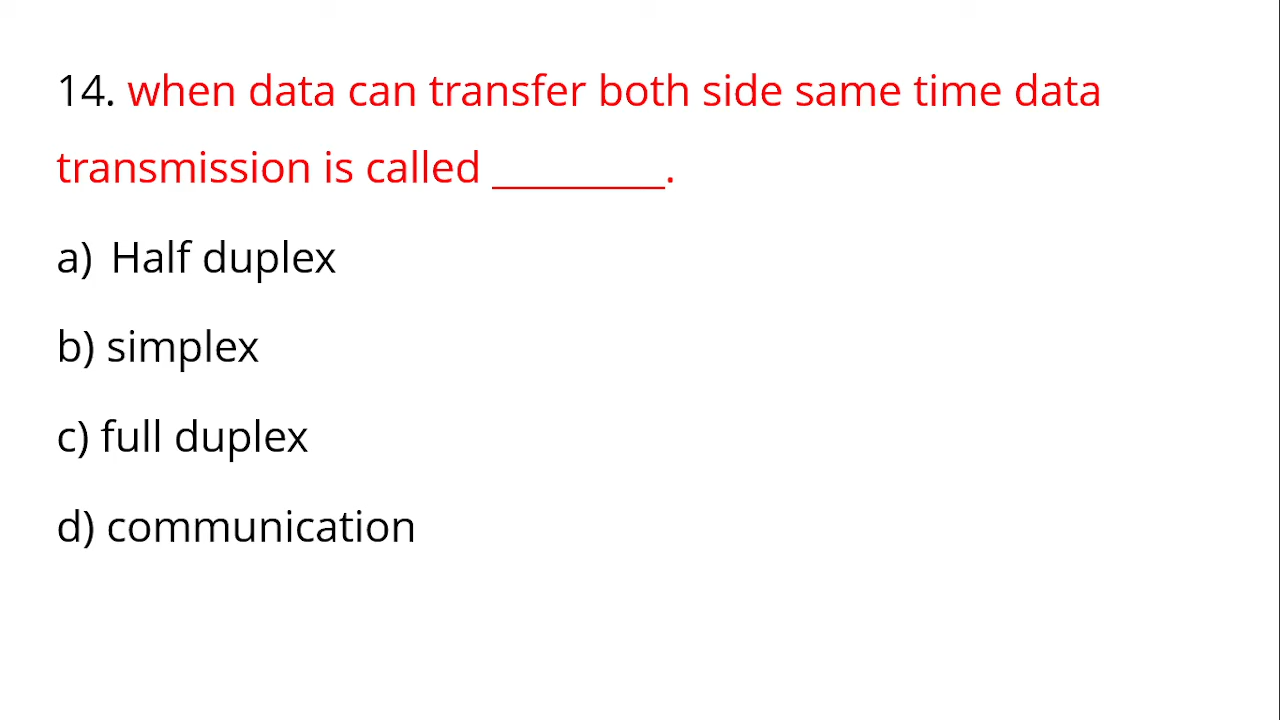 14. when data can transfer both side same time data
transmission is called _________.
a) Half duplex
b) simplex
c) full duplex
d) communication